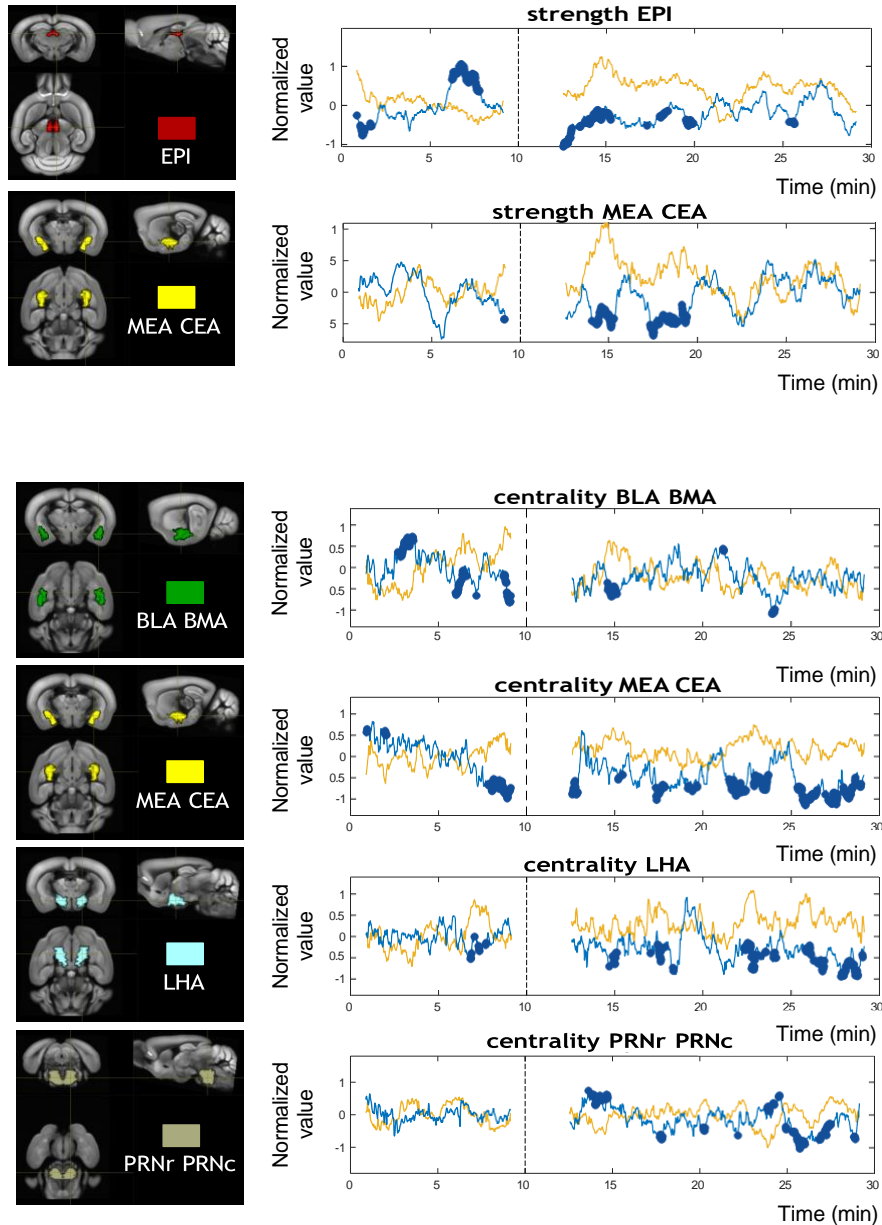 strength EPI
Normalized
value
1
0
-1
0
5
10
15
20
25
30
Time (min)
EPI
strength MEA CEA
Normalized
value
1
5
0
5
0
5
10
15
20
25
30
Time (min)
MEA CEA
centrality BLA BMA
Normalized
value
1
0.5
0
0.5
-1
0
5
10
15
20
25
30
Time (min)
BLA BMA
centrality MEA CEA
Normalized
value
1
0.5
0
0.5
-1
0
5
10
15
20
25
30
Time (min)
MEA CEA
centrality LHA
Normalized
value
1
0.5
0
0.5
-1
0
5
10
15
20
25
30
Time (min)
LHA
centrality PRNr PRNc
Normalized
value
1
0
-1
0
5
10
15
20
25
30
Time (min)
PRNr PRNc